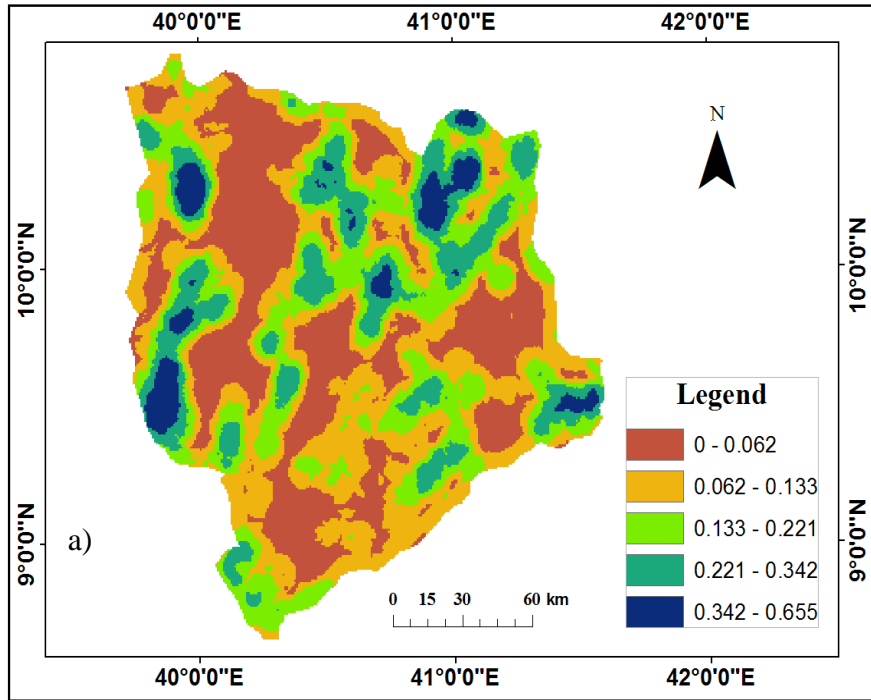 40°0'0"E 41°0'0"E 42°0'0"E
N
10°0'0"N 10°0'0"N
Legend
0 - 0.062
0.062 - 0.133
0.133 - 0.221
0.221 - 0.342
0.342 - 0.655
a)
9°0'0"N 9°0'0"N
0 15 30 60 km
40°0'0"E 41°0'0"E 42°0'0"E